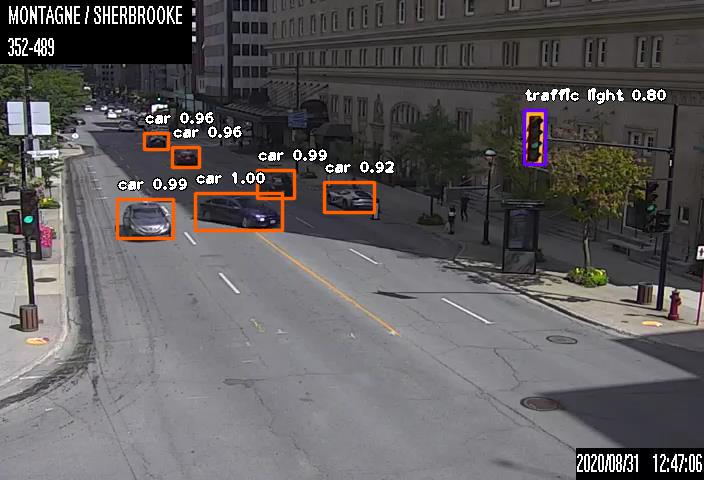 MONTAGNE / SHERBROOKE
352-489
traffic light 0.80
car 0.96
car 0.96
car 0.99
car 0.92
car 0.99
car 1.00
2020/08/31 12:47:06